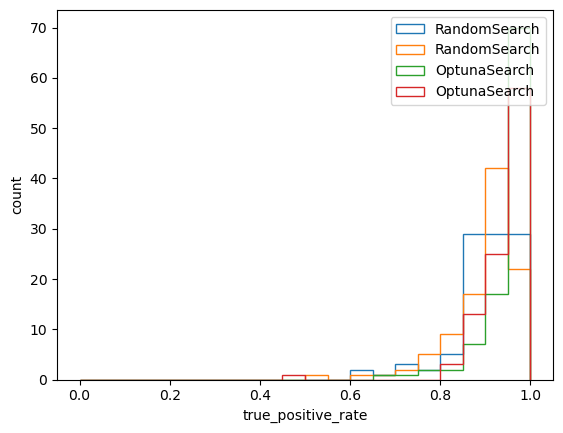 70
60
50
40
30
20
10
0
count
RandomSearch
RandomSearch
OptunaSearch
OptunaSearch
0.0 0.2 0.4 0.6 0.8 1.0
true_positive_rate